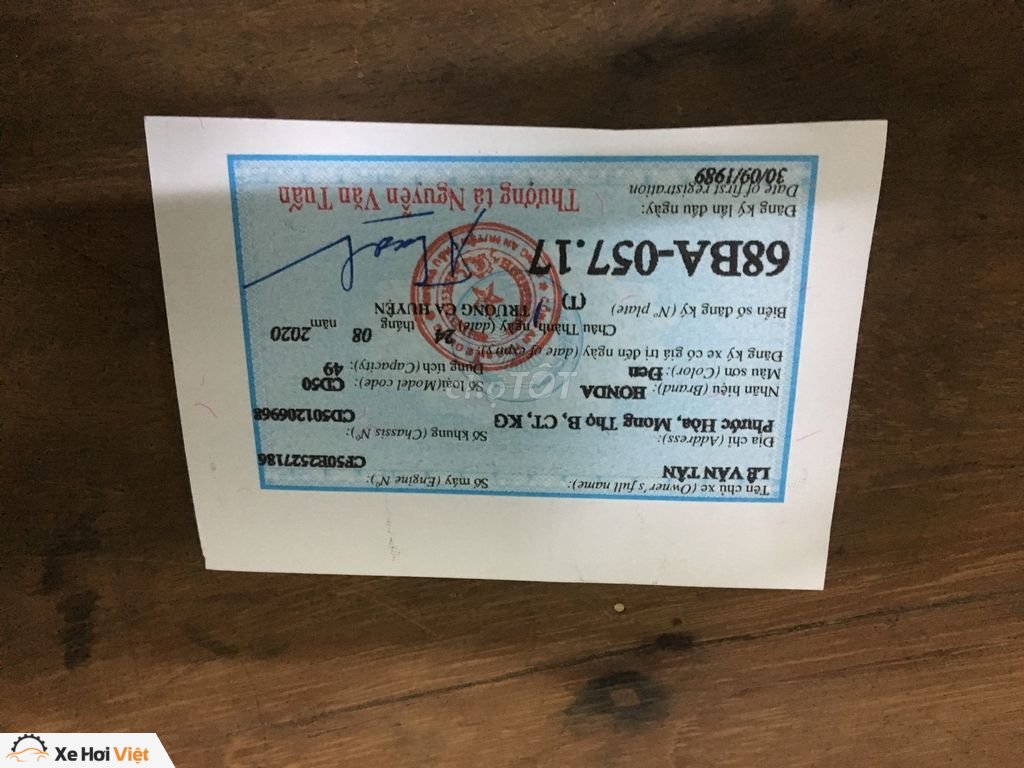 Tên chủ xe (Owner's full name):
LÊ VĂN TÂN
Số máy (Engine N°):
CF50E2527186
Địa chỉ (Address):
Phước Hòa, Mong Thọ B, CT, KG
Số khung (Chassis N°):
CD501206968
Nhãn hiệu (Brand): HONDA
Số loại (Model code): CD50
Màu sơn (Color): Đen
Dung tích (Capacity): 49
Đăng ký xe có giá trị đến ngày (date of expiry)
Châu Thành, ngày (date) 24 tháng 08 năm 2020
Biển số đăng ký (N° plate) (T)
TRƯỞNG CA HUYỆN
68BA-057.17
Đăng ký lần đầu ngày:
Date of first registration
30/09/1989
Thượng tá Nguyễn Văn Tuấn
chợ TỐT
Xe Hơi Việt